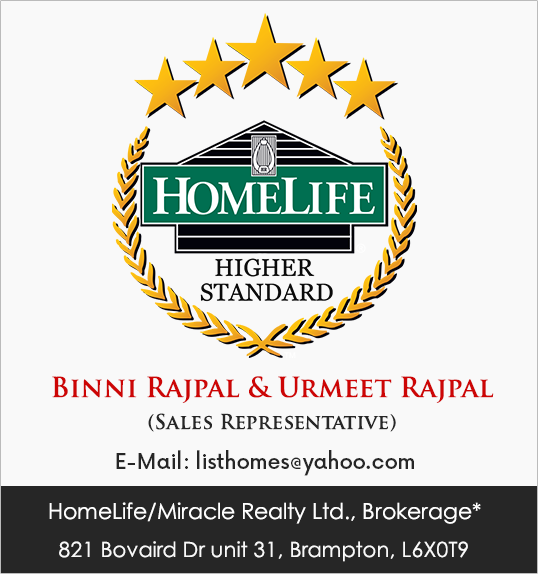 HOMELIFE
HIGHER
STANDARD
BINNI RAJPAL & URMEET RAJPAL
(SALES REPRESENTATIVE)
E-Mail: listhomes@yahoo.com
HomeLife/Miracle Realty Ltd., Brokerage*
821 Bovaird Dr unit 31, Brampton, L6X0T9